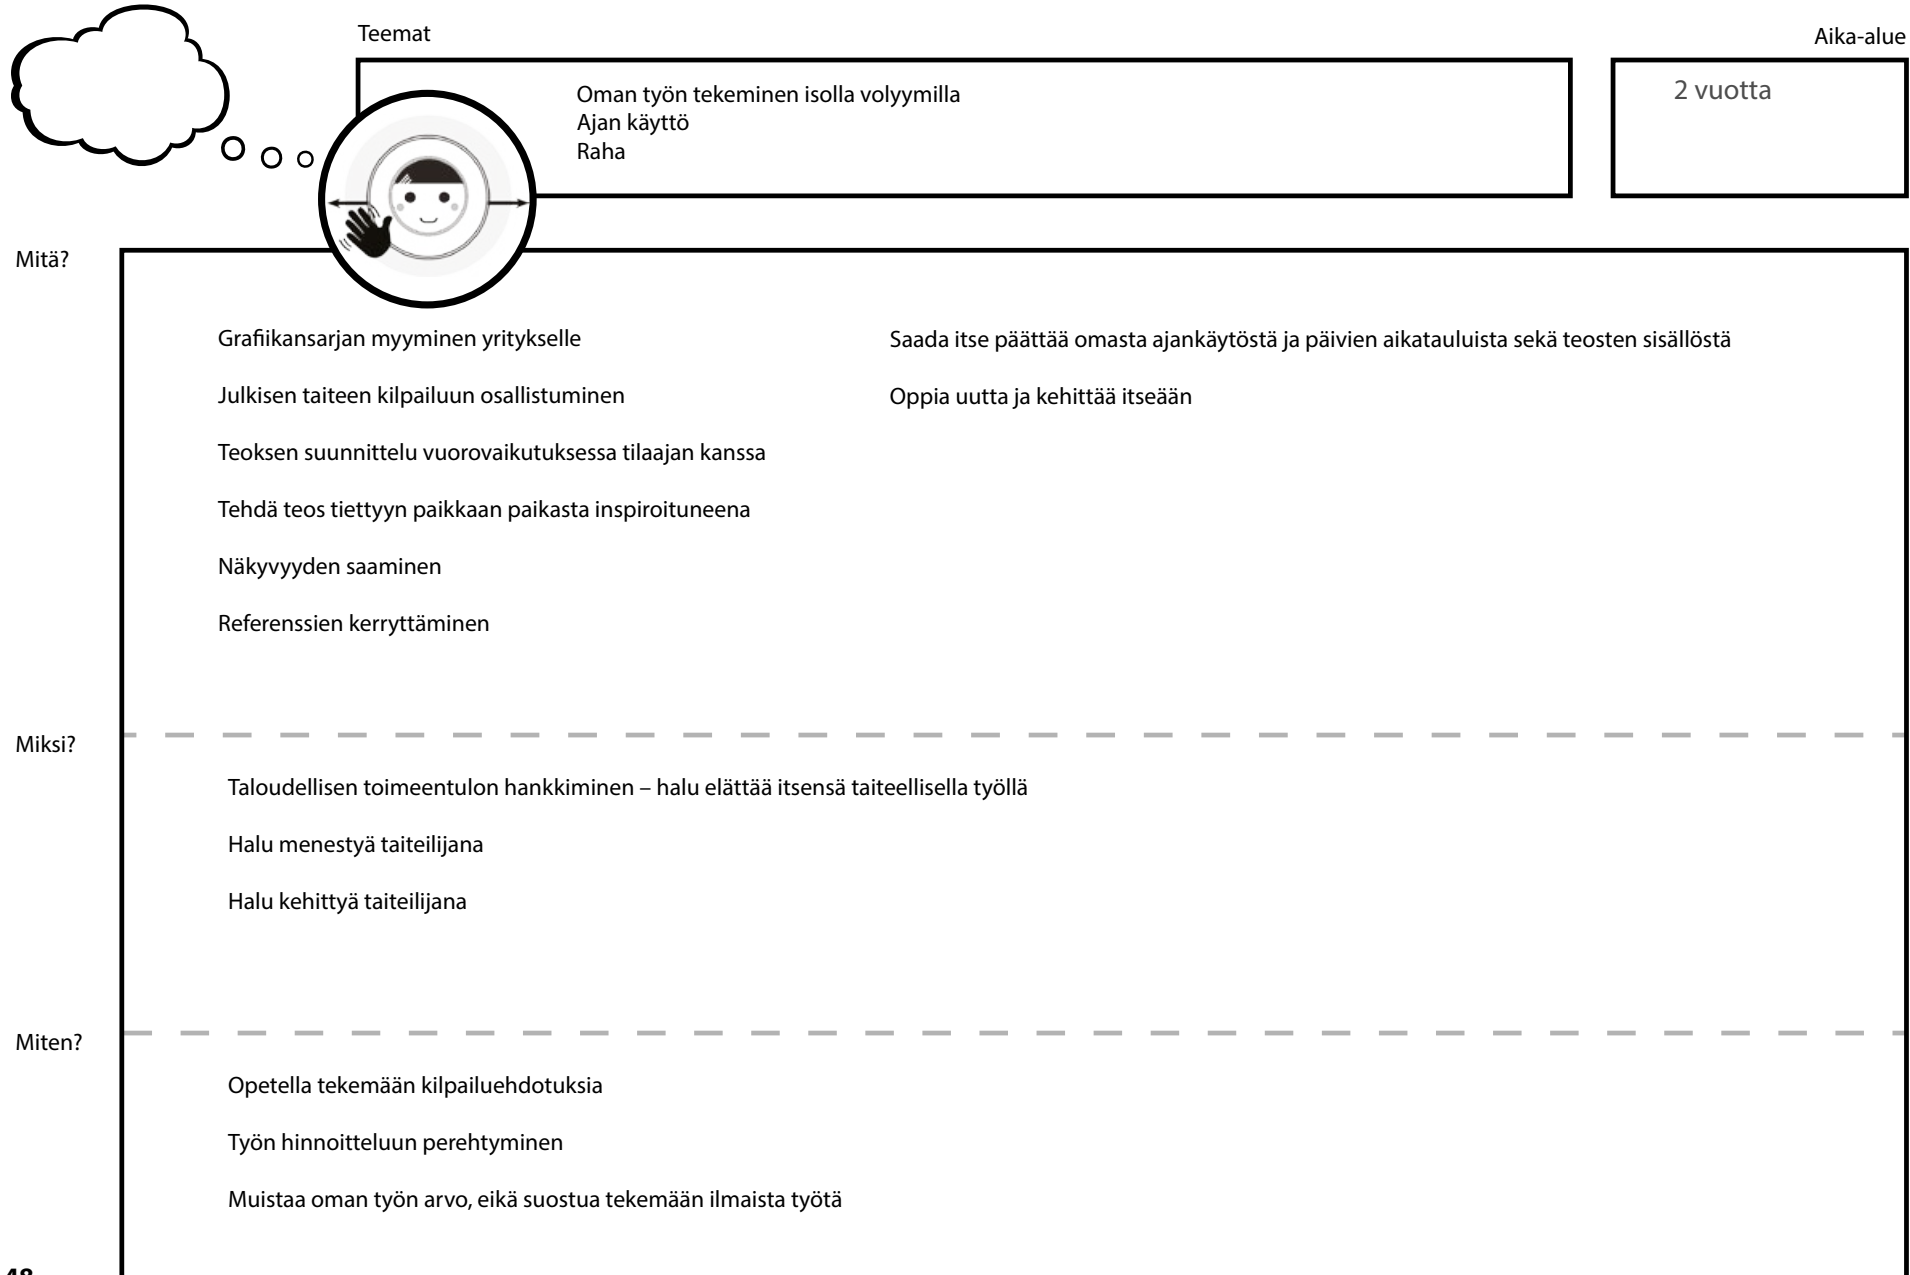 Teemat
Aika-alue
Oman työn tekeminen isolla volyymilla
Ajan käyttö
Raha
2 vuotta
Mitä?
Grafiikansarjan myyminen yritykselle
Julkisen taiteen kilpailuun osallistuminen
Teoksen suunnittelu vuorovaikutuksessa tilaajan kanssa
Tehdä teos tiettyyn paikkaan paikasta inspiroituneena
Näkyvyyden saaminen
Referenssien kerryttäminen
Saada itse päättää omasta ajankäytöstä ja päivien aikatauluista sekä teosten sisällöstä
Oppia uutta ja kehittää itseään
Miksi?
Taloudellisen toimeentulon hankkiminen – halu elättää itsensä taiteellisella työllä
Halu menestyä taiteilijana
Halu kehittyä taiteilijana
Miten?
Opetella tekemään kilpailuehdotuksia
Työn hinnoitteluun perehtyminen
Muistaa oman työn arvo, eikä suostua tekemään ilmaista työtä